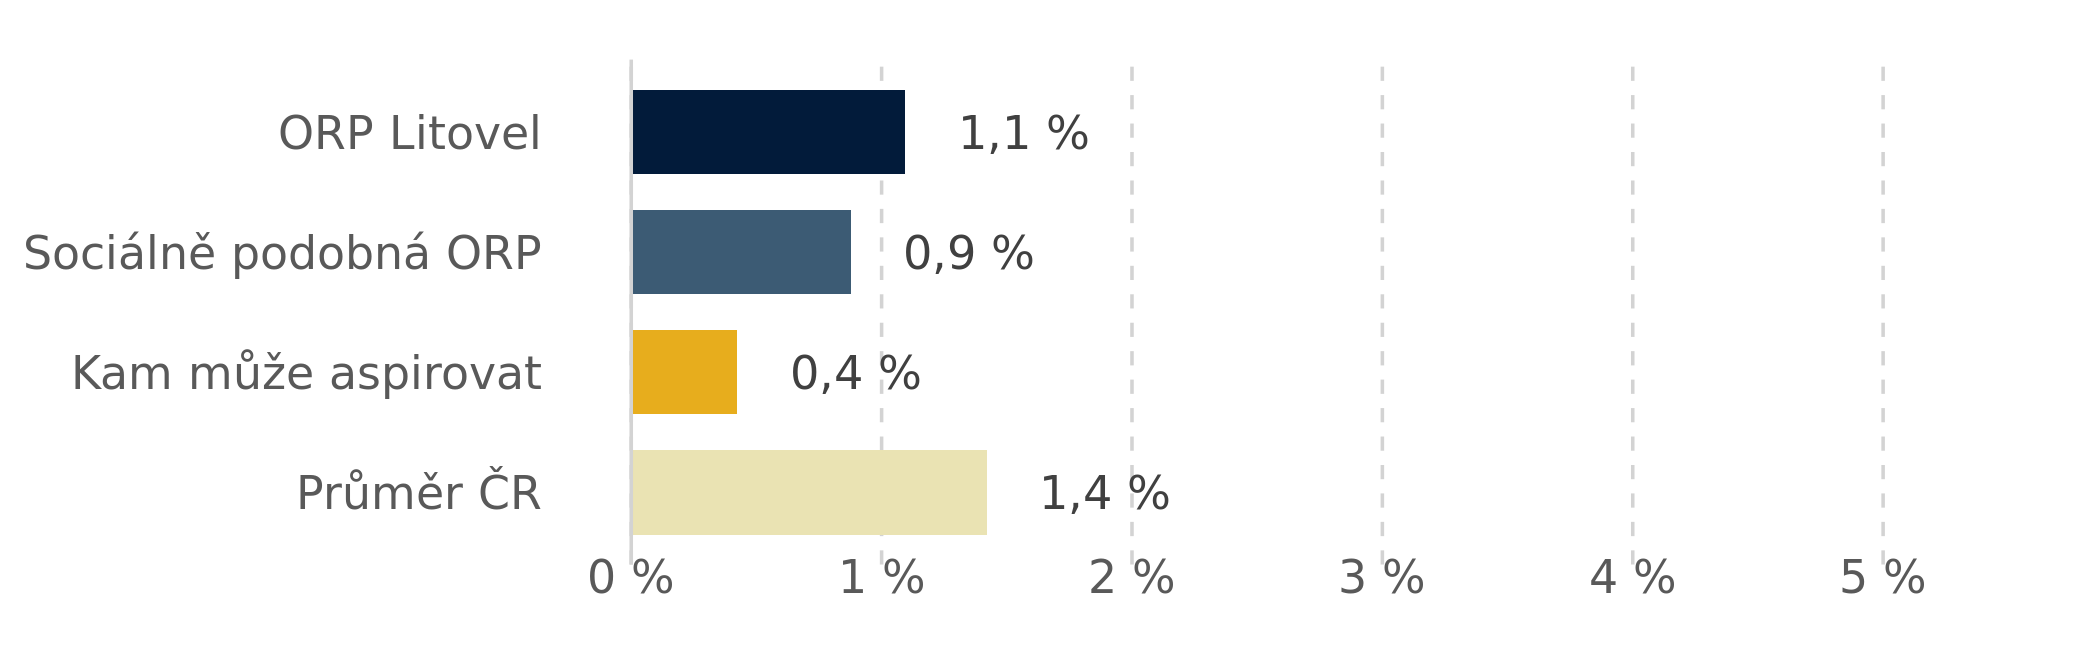 ORP Litovel 1,1 %
Sociálně podobná ORP 0,9 %
Kam může aspirovat 0,4 %
Průměr ČR 1,4 %
0 % 1 % 2 % 3 % 4 % 5 %